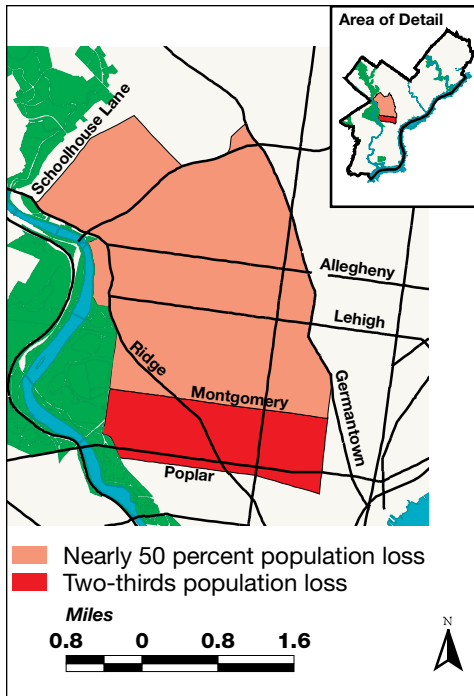 Area of Detail
Schoolhouse Lane
Allegheny
Lehigh
Ridge
Montgomery
Germantown
Poplar
Nearly 50 percent population loss
Two-thirds population loss
Miles
0.8 0 0.8 1.6
N